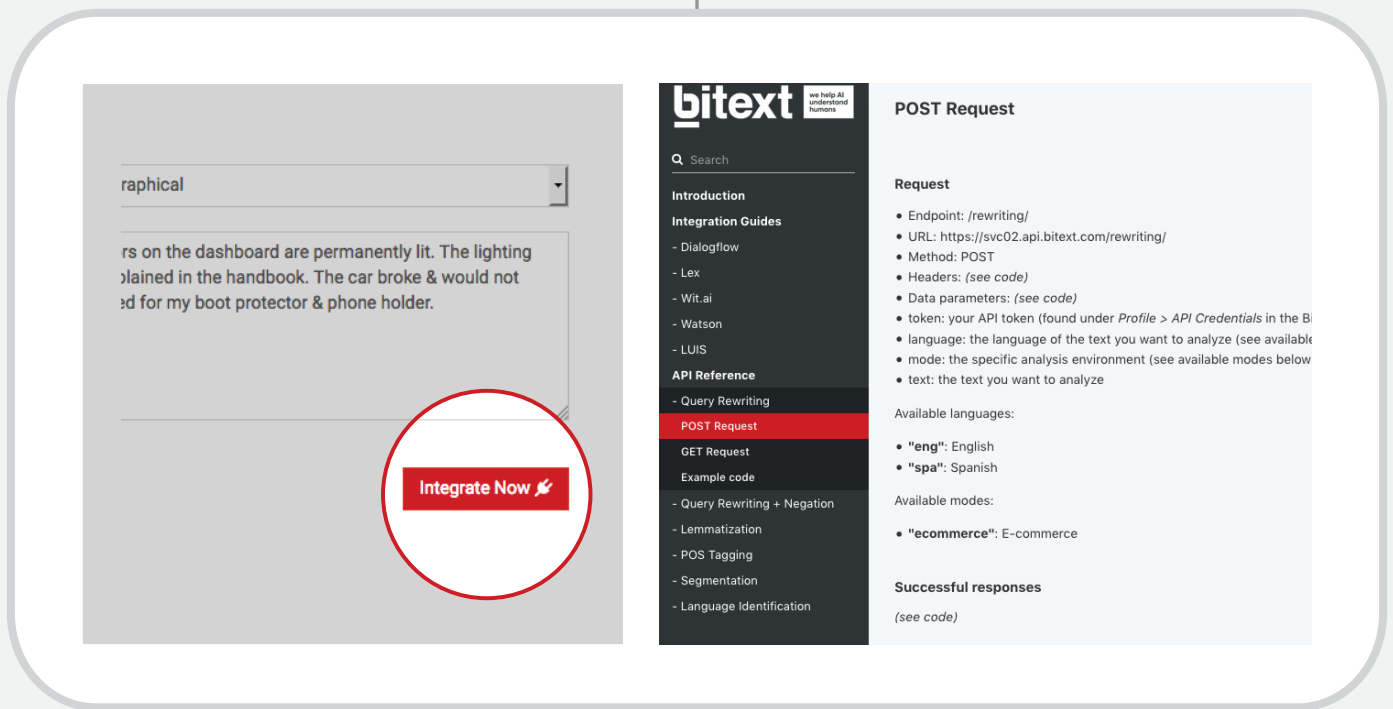 raphical
rs on the dashboard are permanently lit. The lighting
plained in the handbook. The car broke & would not
ed for my boot protector & phone holder.
Integrate Now
bitext
we help AI
understand
humans
Search
Introduction
Integration Guides
- Dialogflow
- Lex
- Wit.ai
- Watson
- LUIS
API Reference
- Query Rewriting
POST Request
GET Request
Example code
- Query Rewriting + Negation
- Lemmatization
- POS Tagging
- Segmentation
- Language Identification
POST Request
Request
• Endpoint: /rewriting/
• URL: https://svc02.api.bitext.com/rewriting/
• Method: POST
• Headers: (see code)
• Data parameters: (see code)
• token: your API token (found under Profile > API Credentials in the Bi
• language: the language of the text you want to analyze (see available
• mode: the specific analysis environment (see available modes below
• text: the text you want to analyze
Available languages:
• "eng": English
• "spa": Spanish
Available modes:
• "ecommerce": E-commerce
Successful responses
(see code)